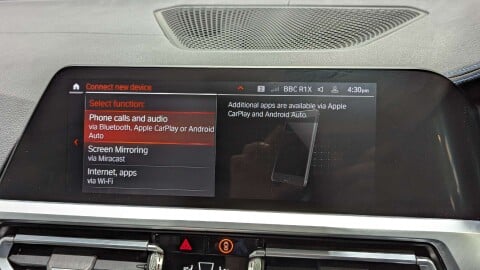 Connect new device
BBC R1X
4:30pm
Select function:
Phone calls and audio
via Bluetooth, Apple CarPlay or Android
Auto
Screen Mirroring
via Miracast
Internet, apps
via Wi-Fi
Additional apps are available via Apple
CarPlay and Android Auto.